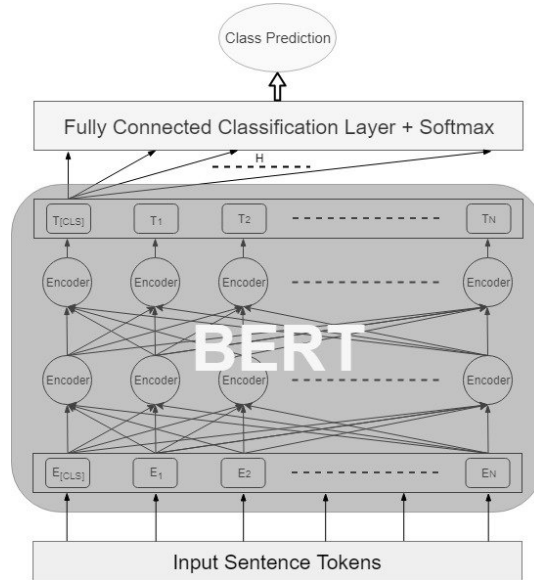 Class Prediction
Fully Connected Classification Layer + Softmax
H
T[CLS] T1 T2 TN
Encoder Encoder Encoder Encoder
BERT
Encoder Encoder Encoder Encoder
E[CLS] E1 E2 EN
Input Sentence Tokens